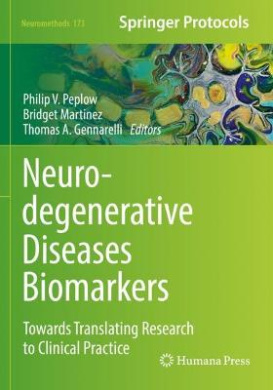 Neuromethods 173
Springer Protocols
Philip V. Peplow
Bridget Martinez
Thomas A. Gennarelli Editors
Neuro-
degenerative
Diseases
Biomarkers
Towards Translating Research
to Clinical Practice
Humana Press